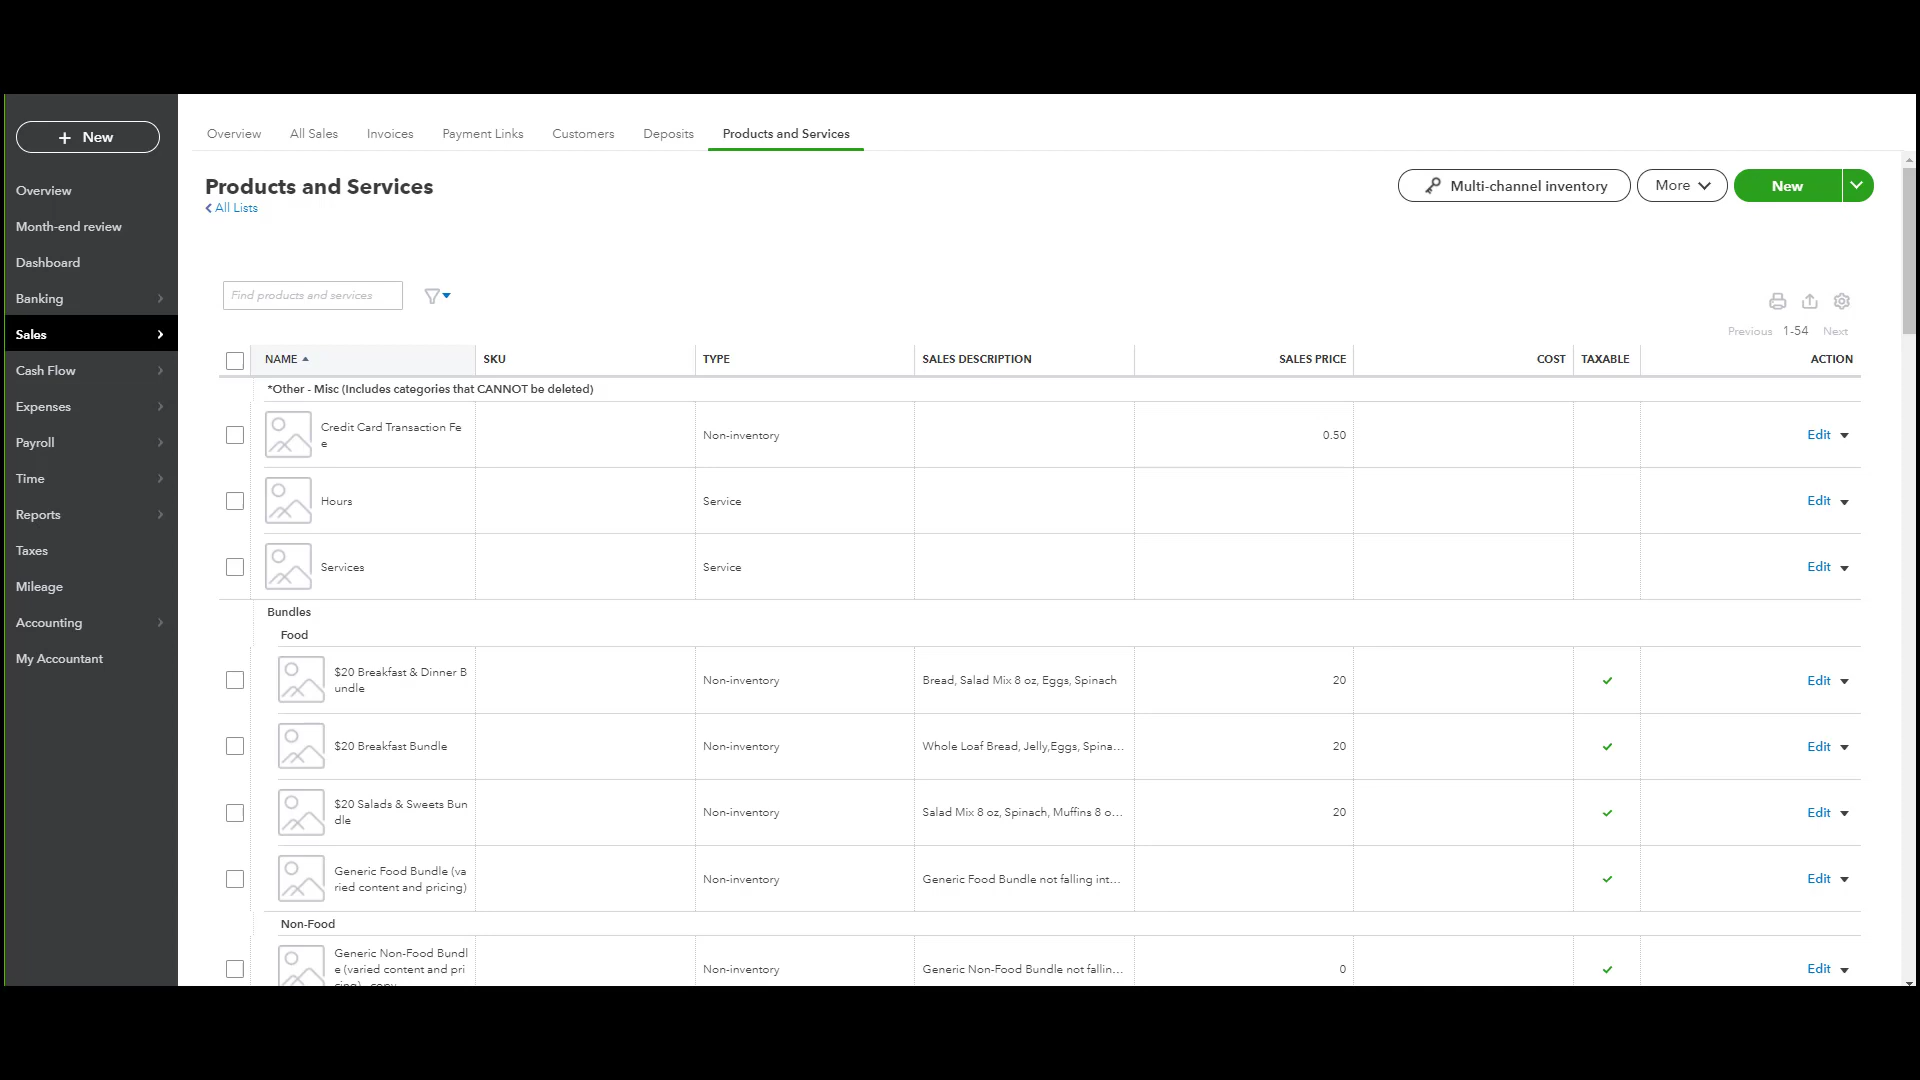 + New
Overview
Month-end review
Dashboard
Banking
Sales
Cash Flow
Expenses
Payroll
Time
Reports
Taxes
Mileage
Accounting
My Accountant
Overview All Sales Invoices Payment Links Customers Deposits Products and Services
Products and Services
All Lists
Multi-channel inventory More New
Find products and services
Previous 1-54 Next
NAME SKU TYPE SALES DESCRIPTION SALES PRICE COST TAXABLE ACTION
*Other - Misc (Includes categories that CANNOT be deleted)
Credit Card Transaction Fe
e
Non-inventory 0.50 Edit
Hours Service Edit
Services Service Edit
Bundles
Food
$20 Breakfast & Dinner B
undle
Non-inventory Bread, Salad Mix 8 oz, Eggs, Spinach 20 Edit
$20 Breakfast Bundle Non-inventory Whole Loaf Bread, Jelly,Eggs, Spina... 20 Edit
$20 Salads & Sweets Bun
dle
Non-inventory Salad Mix 8 oz, Spinach, Muffins 8 o... 20 Edit
Generic Food Bundle (va
ried content and pricing)
Non-inventory Generic Food Bundle not falling int... Edit
Non-Food
Generic Non-Food Bundl
e (varied content and pri
cing) - copy
Non-inventory Generic Non-Food Bundle not fallin... 0 Edit